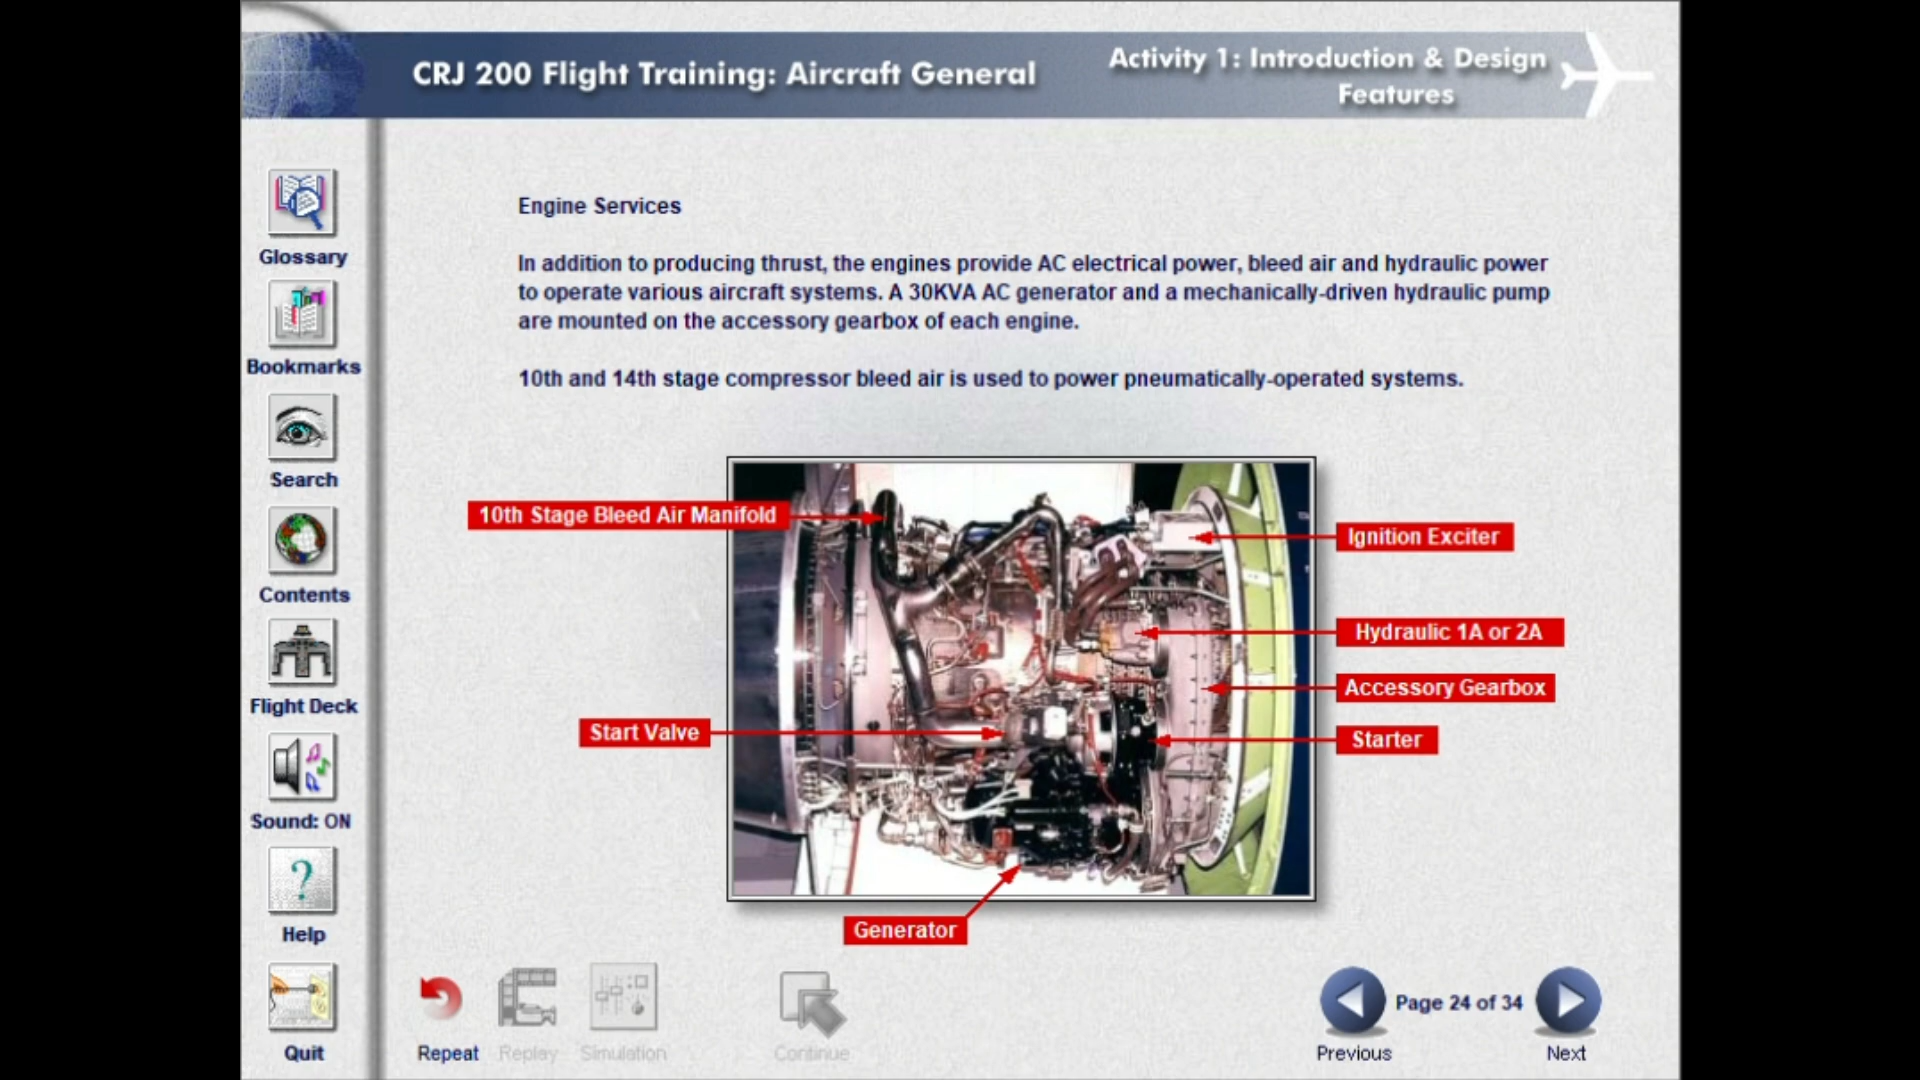 CRJ 200 Flight Training: Aircraft General
Activity 1: Introduction & Design
Features
Glossary
Bookmarks
Search
Contents
Flight Deck
Sound: ON
Help
Quit
Engine Services
In addition to producing thrust, the engines provide AC electrical power, bleed air and hydraulic power
to operate various aircraft systems. A 30KVA AC generator and a mechanically-driven hydraulic pump
are mounted on the accessory gearbox of each engine.
10th and 14th stage compressor bleed air is used to power pneumatically-operated systems.
10th Stage Bleed Air Manifold
Ignition Exciter
Hydraulic 1A or 2A
Accessory Gearbox
Start Valve
Starter
Generator
Repeat
Replay
Simulation
Continue
Previous
Page 24 of 34
Next